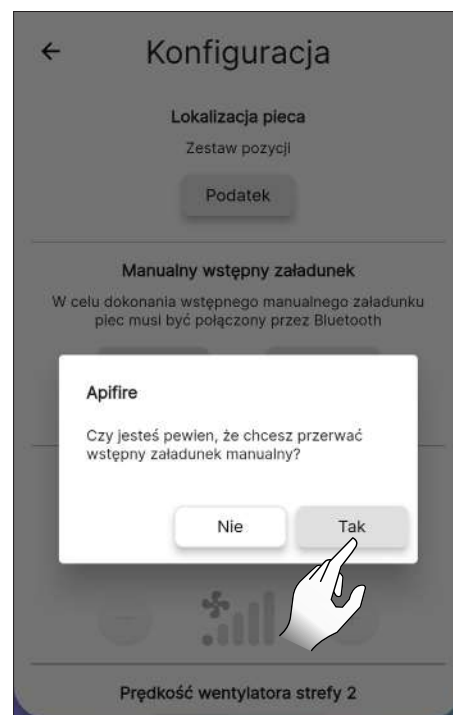 Konfiguracja
Lokalizacja pieca
Zestaw pozycji
Podatek
Manualny wstępny załadunek
W celu dokonania wstępnego manualnego załadunku
piec musi być połączony przez Bluetooth
Apifire
Czy jesteś pewien, że chcesz przerwać
wstępny załadunek manualny?
Nie
Tak
Prędkość wentylatora strefy 2